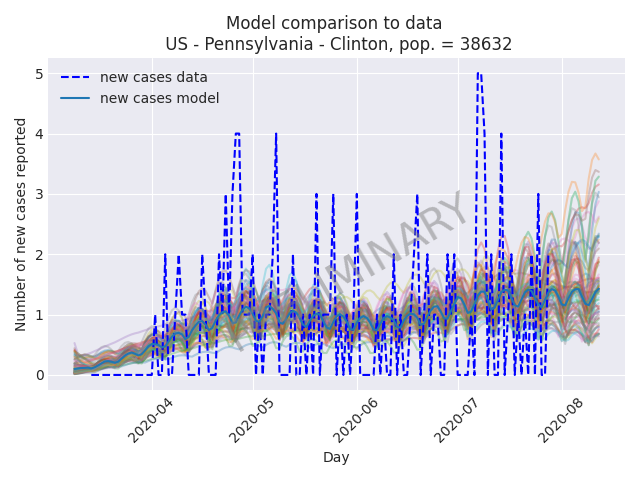 Model comparison to data
US - Pennsylvania - Clinton, pop. = 38632
new cases data
new cases model
Number of new cases reported
5
4
3
2
1
0
MINARY
2020-04
2020-05
2020-06
2020-07
2020-08
Day